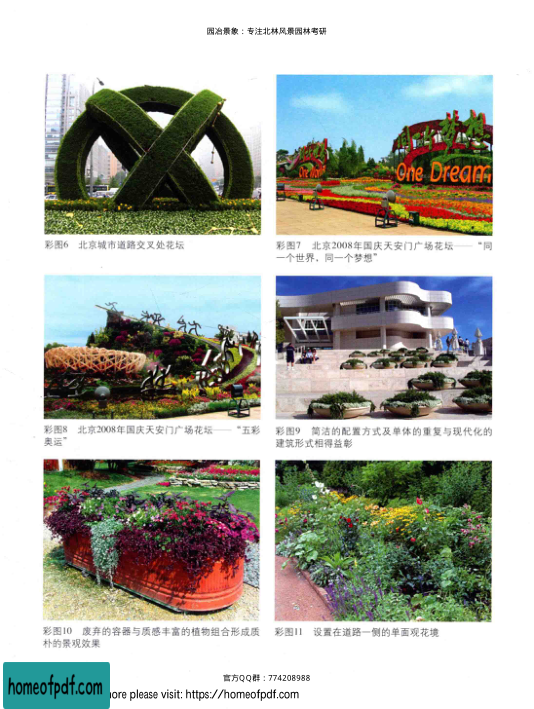 园冶景象：专注北林风景园林考研
One Dream
彩图6 北京城市道路交叉处花坛
彩图7 北京2008年国庆天安门广场花坛——“同
一个世界，同一个梦想”
彩图8 北京2008年国庆天安门广场花坛——“五彩
奥运”
彩图9 简洁的配置方式及单体的重复与现代化的
建筑形式相得益彰
彩图10 废弃的容器与质感丰富的植物组合形成质
朴的景观效果
彩图11 设置在道路一侧的单面观花境
官方QQ群：774208988
homeofpdf.com
ore please visit: https://homeofpdf.com